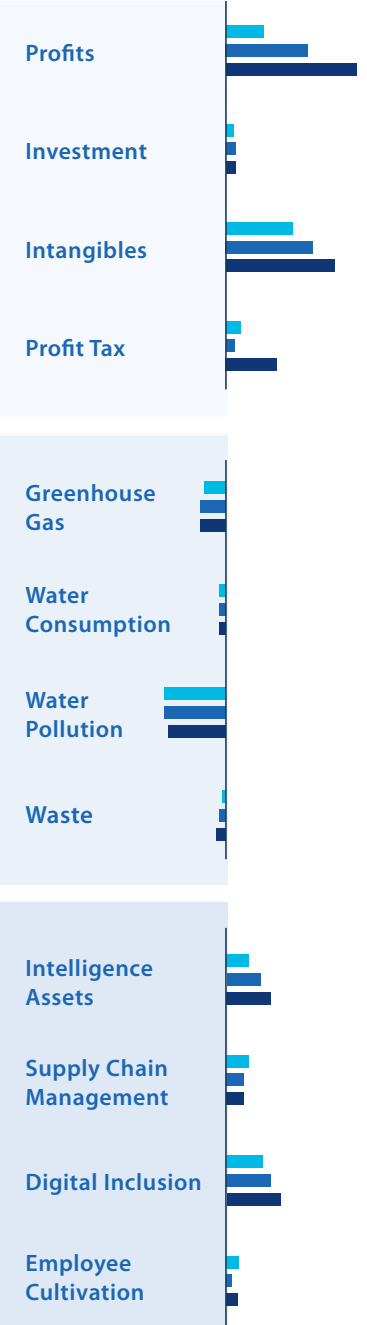 Profits
Investment
Intangibles
Profit Tax
Greenhouse
Gas
Water
Consumption
Water
Pollution
Waste
Intelligence
Assets
Supply Chain
Management
Digital Inclusion
Employee
Cultivation